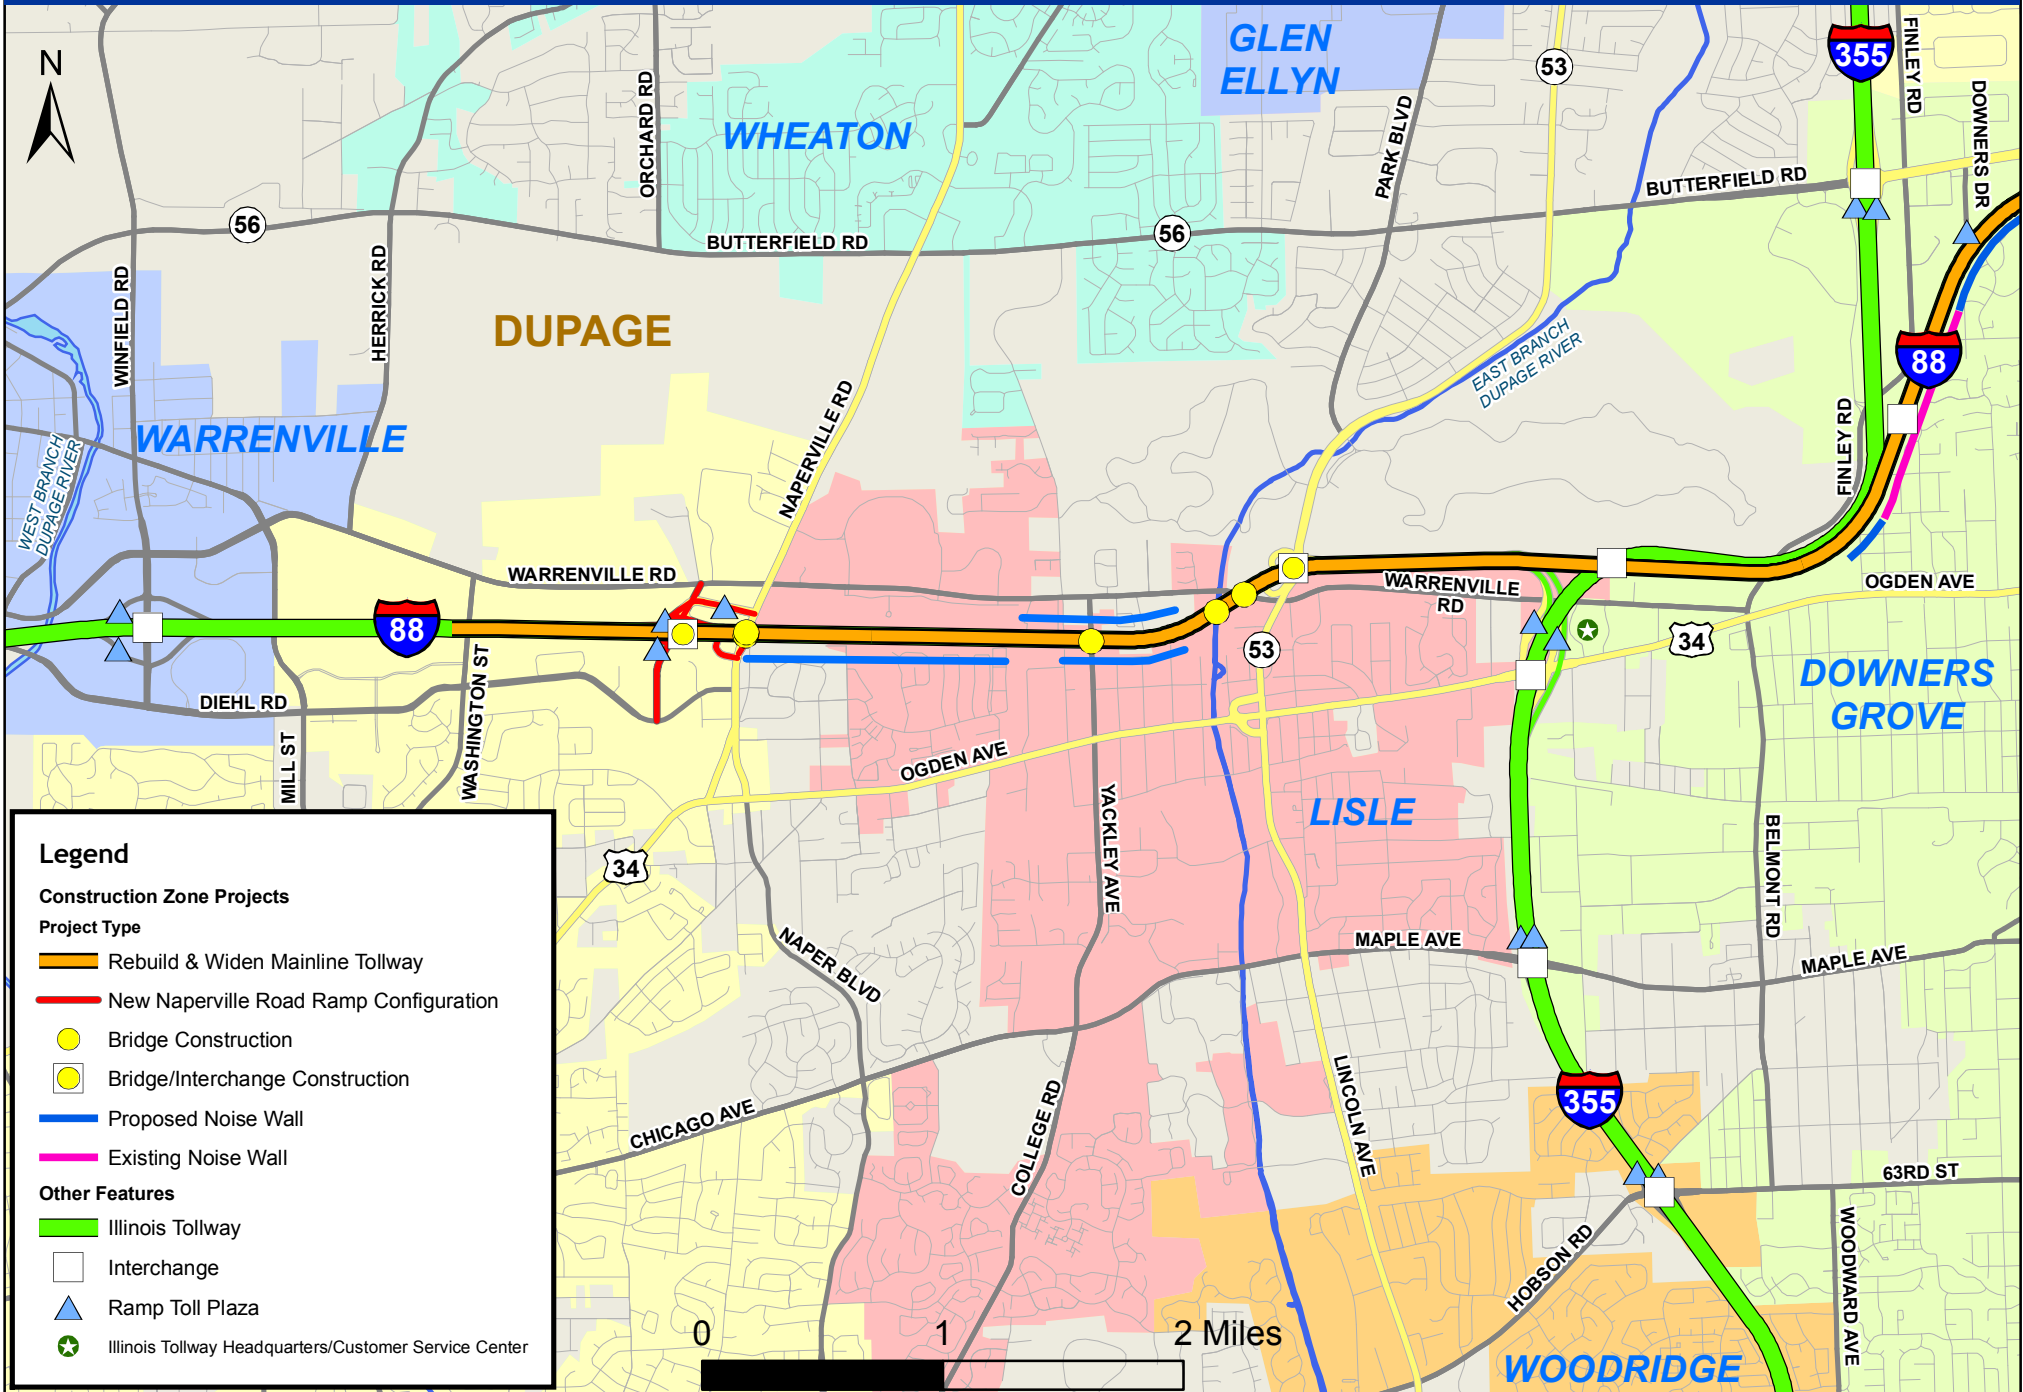 N
GLEN
ELLYN
53
355
FINLEY RD
DOWNERS DR
ORCHARD RD
WHEATON
PARK BLVD
BUTTERFIELD RD
56
BUTTERFIELD RD
56
WINFIELD RD
HERRICK RD
DUPAGE
EAST BRANCH
DUPAGE RIVER
88
NAPERVILLE RD
WARRENVILLE
WEST BRANCH
DUPAGE RIVER
FINLEY RD
WARRENVILLE RD
WARRENVILLE
RD
OGDEN AVE
88
53
34
DIEHL RD
MILL ST
WASHINGTON ST
DOWNERS
GROVE
OGDEN AVE
YACKLEY AVE
LISLE
BELMONT RD
34
NAPER BLVD
MAPLE AVE
MAPLE AVE
CHICAGO AVE
COLLEGE RD
LINCOLN AVE
355
63RD ST
HOBSON RD
WOODWARD AVE
WOODRIDGE
Legend
Construction Zone Projects
Project Type
Rebuild & Widen Mainline Tollway
New Naperville Road Ramp Configuration
Bridge Construction
Bridge/Interchange Construction
Proposed Noise Wall
Existing Noise Wall
Other Features
Illinois Tollway
Interchange
Ramp Toll Plaza
Illinois Tollway Headquarters/Customer Service Center
0 1 2 Miles